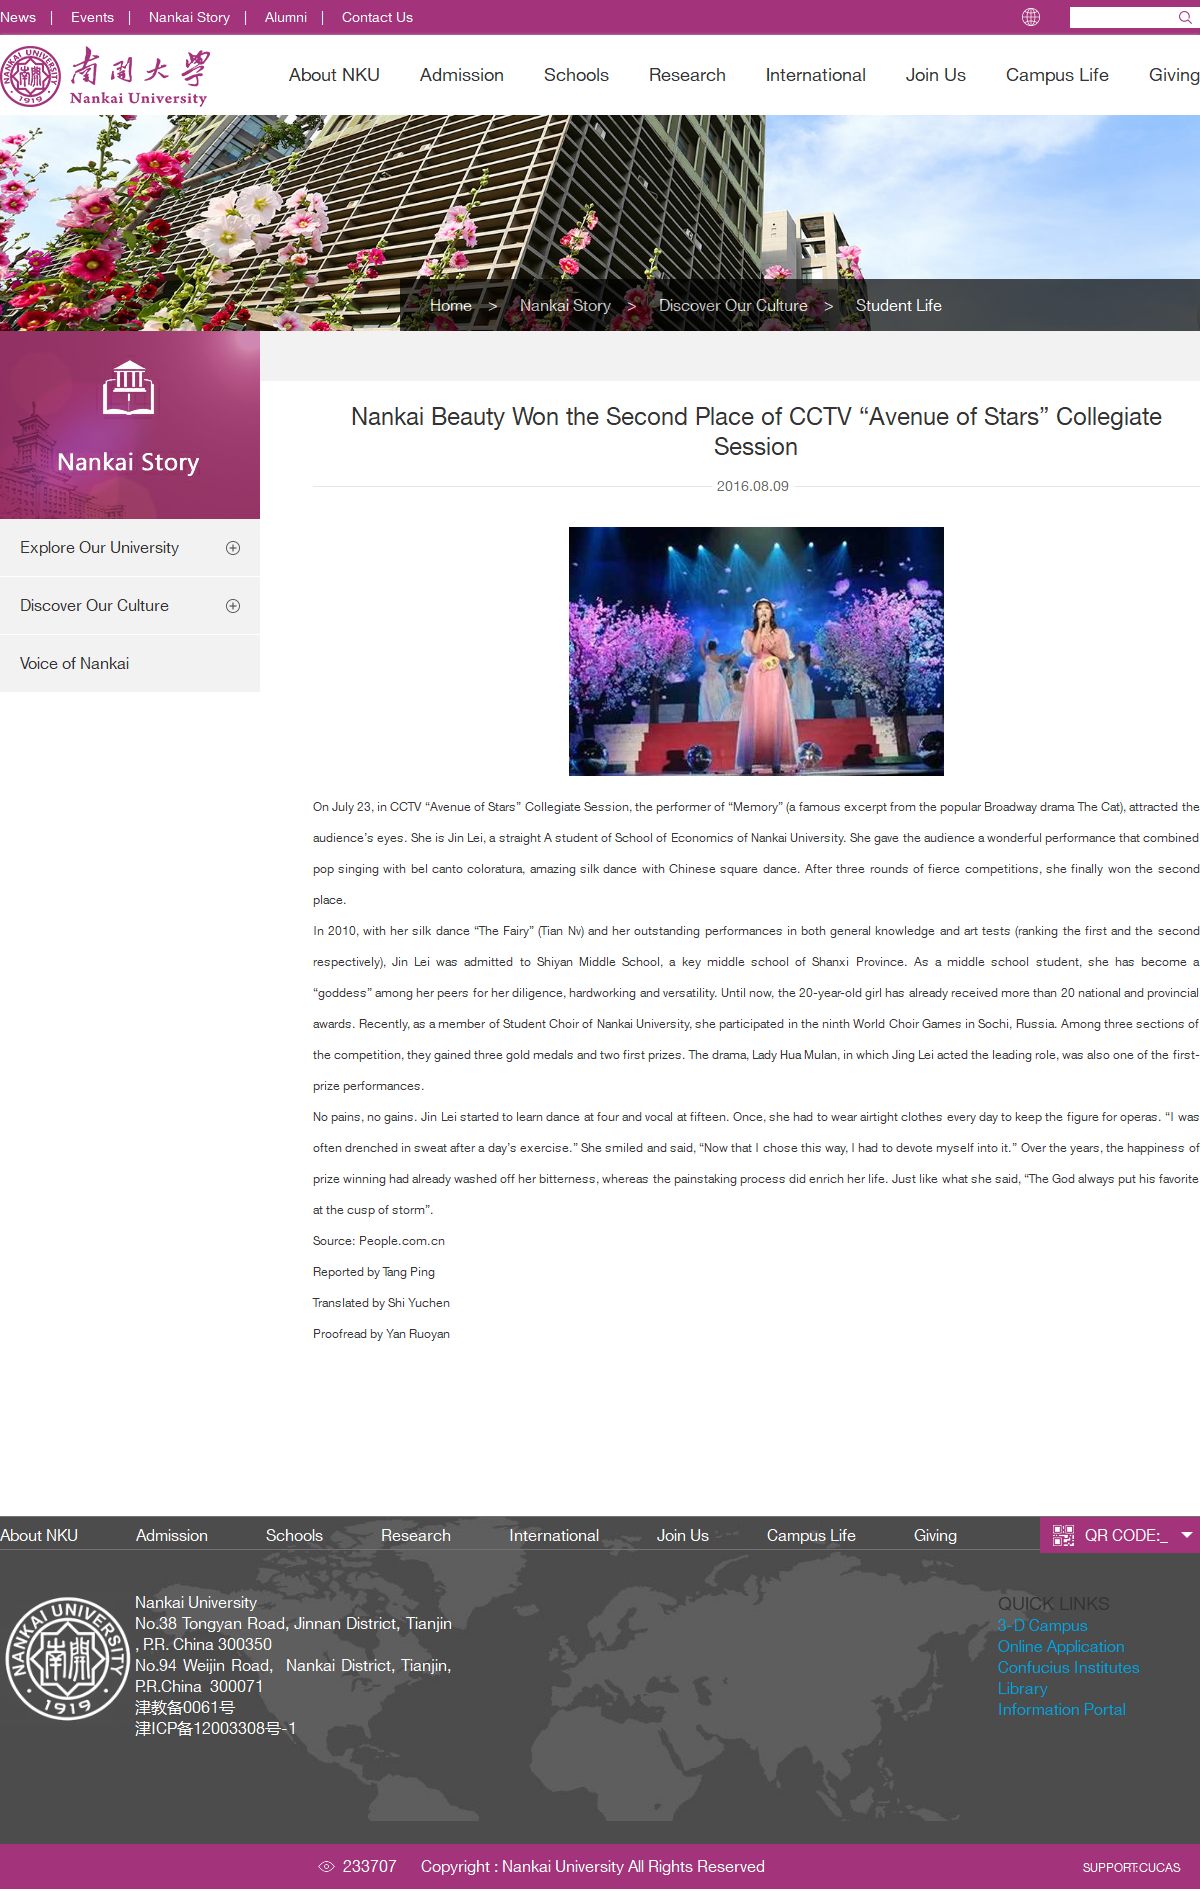 News | Events | Nankai Story | Alumni | Contact Us
NANKAI UNIVERSITY
1919
南開大學
Nankai University
About NKU Admission Schools Research International Join Us Campus Life Giving
Home > Nankai Story > Discover Our Culture > Student Life
Nankai Story
Explore Our University
Discover Our Culture
Voice of Nankai
Nankai Beauty Won the Second Place of CCTV “Avenue of Stars” Collegiate
Session
2016.08.09
On July 23, in CCTV “Avenue of Stars” Collegiate Session, the performer of “Memory” (a famous excerpt from the popular Broadway drama The Cat), attracted the
audience’s eyes. She is Jin Lei, a straight A student of School of Economics of Nankai University. She gave the audience a wonderful performance that combined
pop singing with bel canto coloratura, amazing silk dance with Chinese square dance. After three rounds of fierce competitions, she finally won the second
place.
In 2010, with her silk dance “The Fairy” (Tian Nv) and her outstanding performances in both general knowledge and art tests (ranking the first and the second
respectively), Jin Lei was admitted to Shiyan Middle School, a key middle school of Shanxi Province. As a middle school student, she has become a
“goddess” among her peers for her diligence, hardworking and versatility. Until now, the 20-year-old girl has already received more than 20 national and provincial
awards. Recently, as a member of Student Choir of Nankai University, she participated in the ninth World Choir Games in Sochi, Russia. Among three sections of
the competition, they gained three gold medals and two first prizes. The drama, Lady Hua Mulan, in which Jing Lei acted the leading role, was also one of the first-
prize performances.
No pains, no gains. Jin Lei started to learn dance at four and vocal at fifteen. Once, she had to wear airtight clothes every day to keep the figure for operas. “I was
often drenched in sweat after a day’s exercise.” She smiled and said, “Now that I chose this way, I had to devote myself into it.” Over the years, the happiness of
prize winning had already washed off her bitterness, whereas the painstaking process did enrich her life. Just like what she said, “The God always put his favorite
at the cusp of storm”.
Source: People.com.cn
Reported by Tang Ping
Translated by Shi Yuchen
Proofread by Yan Ruoyan
About NKU Admission Schools Research International Join Us Campus Life Giving QR CODE:_
NANKAI UNIVERSITY
1919
Nankai University
No.38 Tongyan Road, Jinnan District, Tianjin
, P.R. China 300350
No.94 Weijin Road, Nankai District, Tianjin,
P.R.China 300071
津教备0061号
津ICP备12003308号-1
QUICK LINKS
3-D Campus
Online Application
Confucius Institutes
Library
Information Portal
233707 Copyright : Nankai University All Rights Reserved
SUPPORT:CUCAS